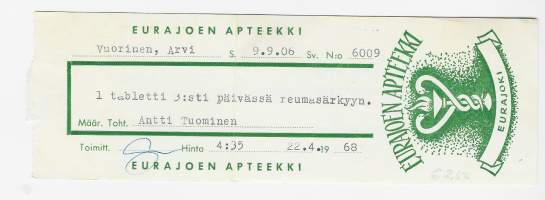 EURAJOEN APTEEKKI
Vuorinen, Arvi S. 9.9.06 Sv. N:o 6009
1 tabletti 3:sti päivässä reumasärkyyn.
Määr. Toht. Antti Tuominen
Toimitt. Hinta 4:35 22.4.19 68
EURAJOEN APTEEKKI
EURAJOEN APTEEKKI
EURAJOKI